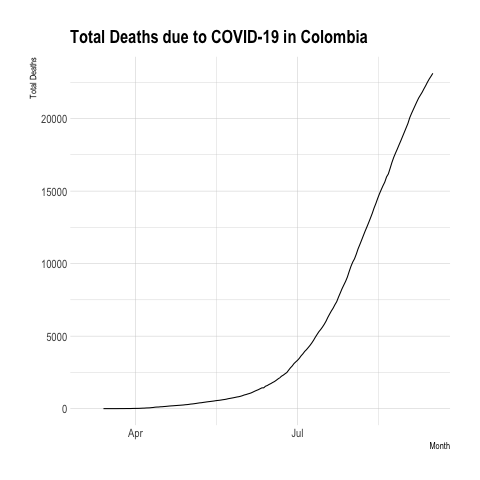 Total Deaths due to COVID-19 in Colombia
Total Deaths
20000
15000
10000
5000
0
Apr Jul
Month